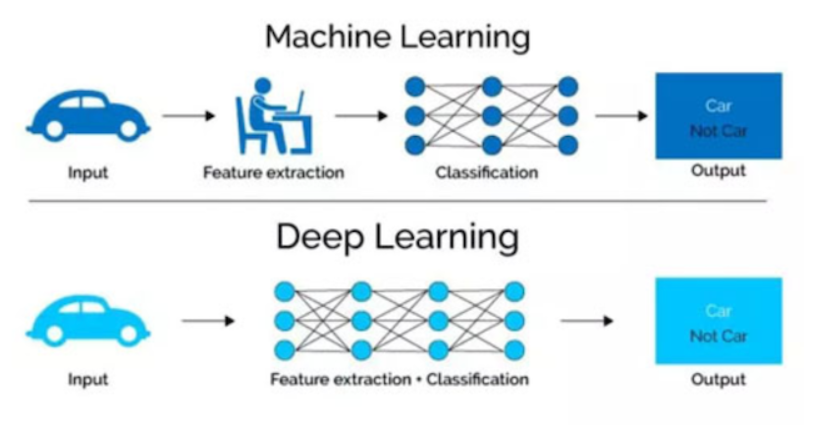 Machine Learning
Car
Not Car
Input
Feature extraction
Classification
Output
Deep Learning
Car
Not Car
Input
Feature extraction • Classification
Output